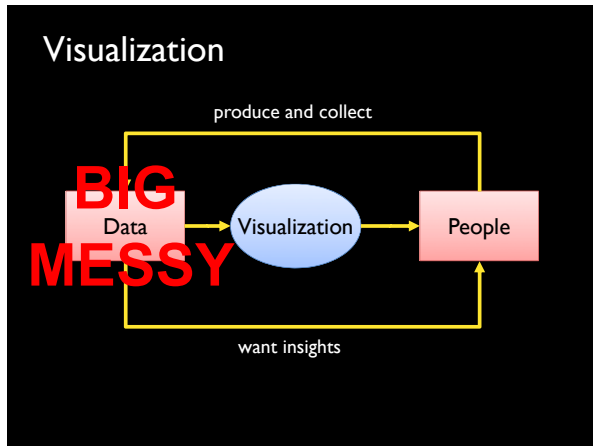 Visualization
produce and collect
BIG
Data
Visualization
People
MESSY
want insights